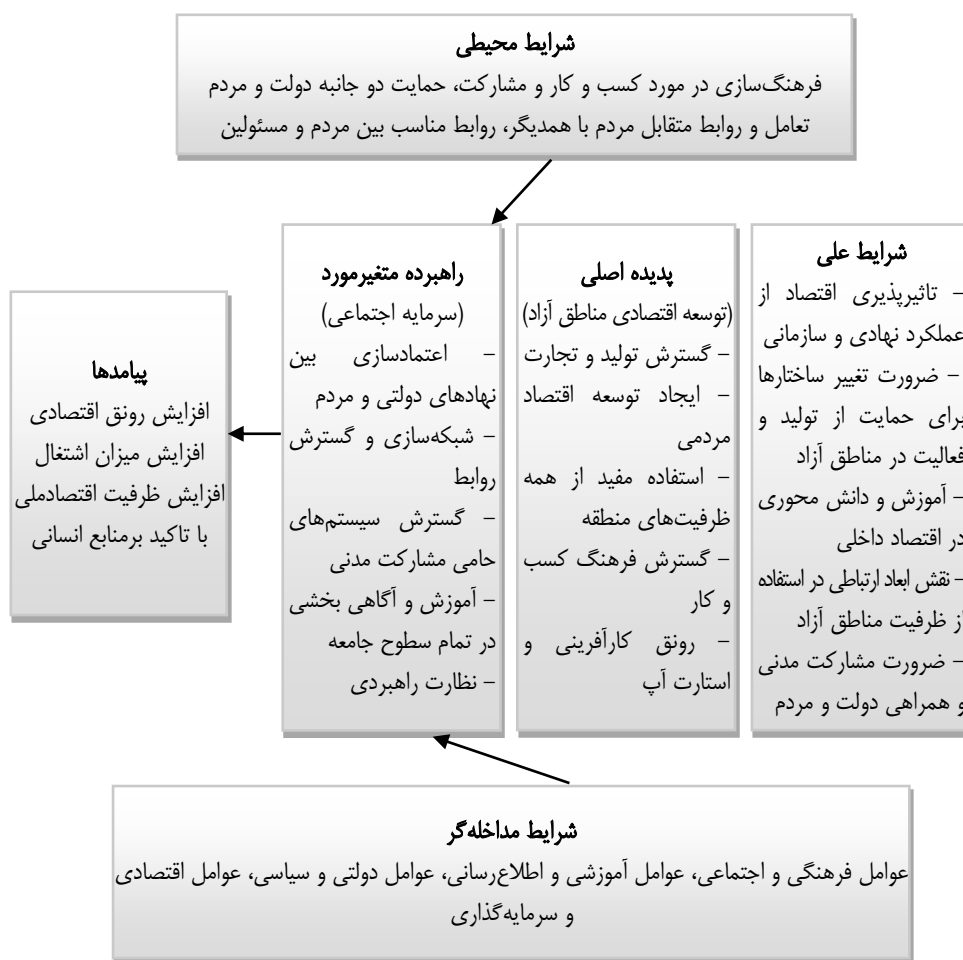 شرایط محیطی
فرهنگ‌سازی در مورد کسب و کار و مشارکت، حمایت دو جانبه دولت و مردم
تعامل و روابط متقابل مردم با همدیگر، روابط مناسب بین مردم و مسئولین
شرایط علی
- تاثیرپذیری اقتصاد از
عملکرد نهادی و سازمانی
- ضرورت تغییر ساختارها
برای حمایت از تولید و
فعالیت در مناطق آزاد
- آموزش و دانش محوری
در اقتصاد داخلی
- نقش ابعاد ارتباطی در استفاده
از ظرفیت مناطق آزاد
- ضرورت مشارکت مدنی
و همراهی دولت و مردم
پدیده اصلی
(توسعه اقتصادی مناطق آزاد)
- گسترش تولید و تجارت
- ایجاد توسعه اقتصاد
مردمی
- استفاده مفید از همه
ظرفیت‌های منطقه
- گسترش فرهنگ کسب
و کار
- رونق کارآفرینی و
استارت آپ
راهبرده متغیرمورد
(سرمایه اجتماعی)
- اعتمادسازی بین
نهادهای دولتی و مردم
- شبکه‌سازی و گسترش
روابط
- گسترش سیستم‌های
حامی مشارکت مدنی
- آموزش و آگاهی بخشی
در تمام سطوح جامعه
- نظارت راهبردی
پیامدها
افزایش رونق اقتصادی
افزایش میزان اشتغال
افزایش ظرفیت اقتصادملی
با تاکید برمنابع انسانی
شرایط مداخله‌گر
عوامل فرهنگی و اجتماعی، عوامل آموزشی و اطلاع‌رسانی، عوامل دولتی و سیاسی، عوامل اقتصادی
و سرمایه‌گذاری